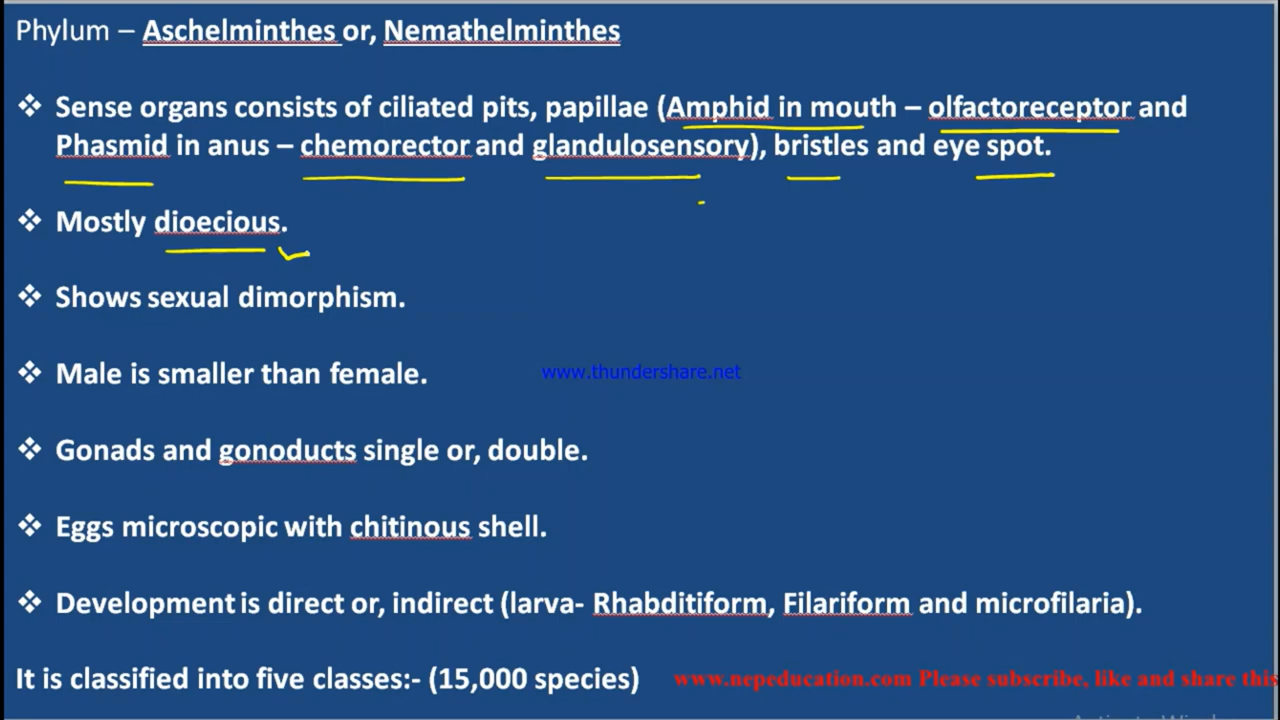 Phylum – Aschelminthes or, Nemathelminthes
❖ Sense organs consists of ciliated pits, papillae (Amphid in mouth – olfactoreceptor and
Phasmid in anus – chemorector and glandulosensory), bristles and eye spot.
❖ Mostly dioecious.
❖ Shows sexual dimorphism.
❖ Male is smaller than female.
www.thundershare.net
❖ Gonads and gonoducts single or, double.
❖ Eggs microscopic with chitinous shell.
❖ Development is direct or, indirect (larva- Rhabditiform, Filariform and microfilaria).
It is classified into five classes:- (15,000 species)
www.nepeducation.com Please subscribe, like and share this